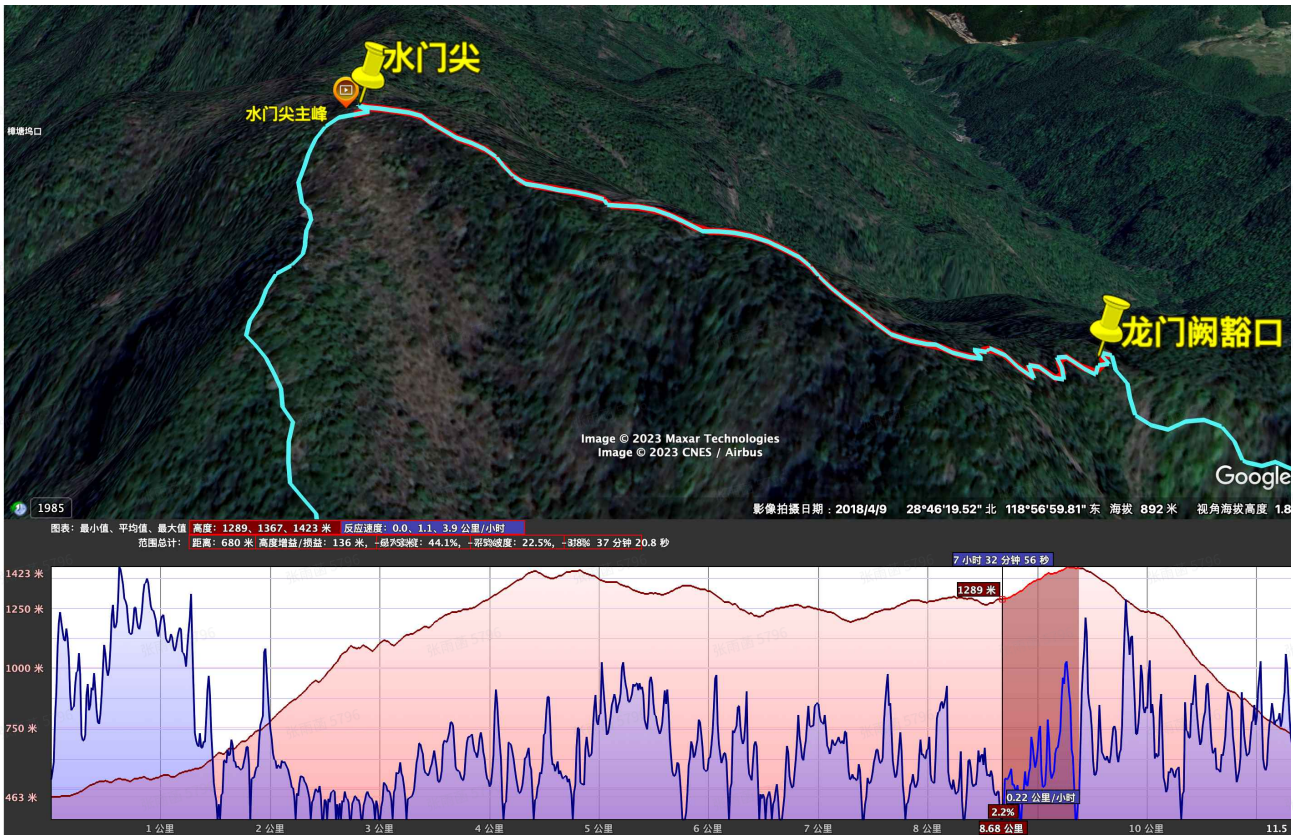 水门尖
水门尖主峰
樟塘坞口
龙门阙豁口
Image © 2023 Maxar Technologies
Image © 2023 CNES / Airbus
Google
1985
影像拍摄日期：2018/4/9 28°46'19.52" 北 118°56'59.81" 东 海拔 892 米 视角海拔高度 1.8
图表：最小值、平均值、最大值 高度：1289、1367、1423 米 反应速度：0.0、1.1、3.9 公里/小时
范围总计： 距离：680 米 高度增益/损益：136 米， 44.1%， 坡度：22.5%， 37 分钟 20.8 秒
7 小时 32 分钟 56 秒
1423 米
1289 米
1250 米
1000 米
750 米
463 米
0.22 公里/小时
2.2%
1 公里 2 公里 3 公里 4 公里 5 公里 6 公里 7 公里 8 公里 8.68 公里 10 公里 11.5
张雨函 5796